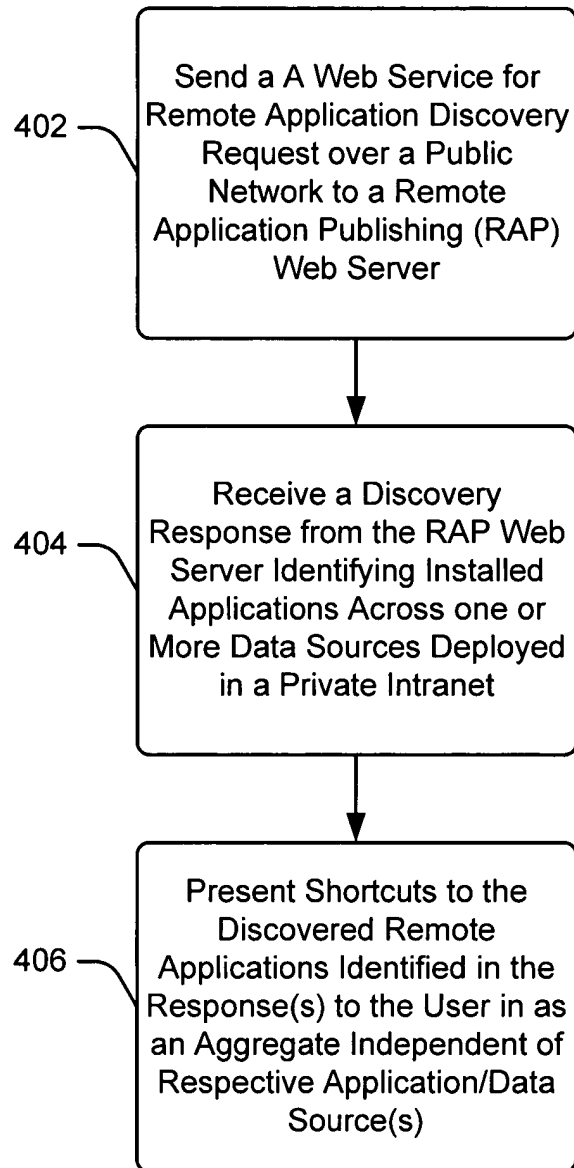 Send a A Web Service for
Remote Application Discovery
Request over a Public
Network to a Remote
Application Publishing (RAP)
Web Server
402
Receive a Discovery
Response from the RAP Web
Server Identifying Installed
Applications Across one or
More Data Sources Deployed
in a Private Intranet
404
Present Shortcuts to the
Discovered Remote
Applications Identified in the
Response(s) to the User in as
an Aggregate Independent of
Respective Application/Data
Source(s)
406